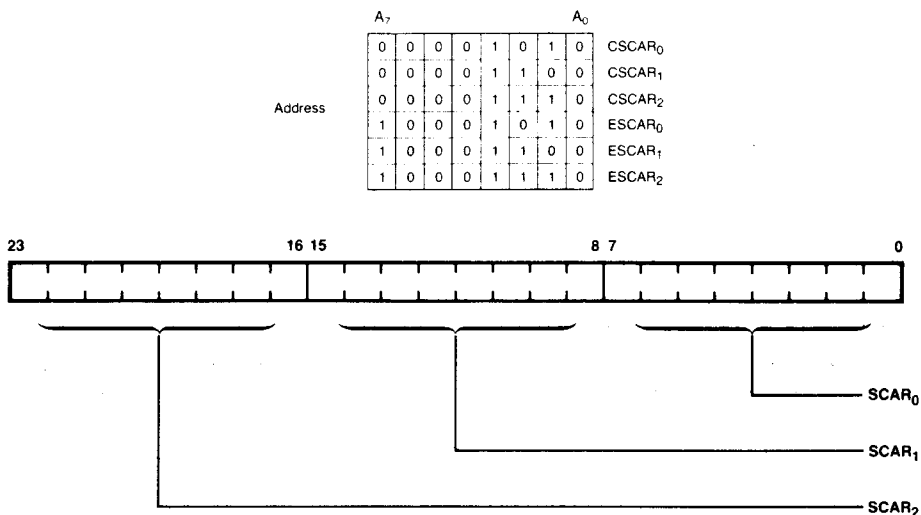 A₇ A₀
0 0 0 0 1 0 1 0 CSCAR₀
0 0 0 0 1 1 0 0 CSCAR₁
0 0 0 0 1 1 1 0 CSCAR₂
Address
1 0 0 0 1 0 1 0 ESCAR₀
1 0 0 0 1 1 0 0 ESCAR₁
1 0 0 0 1 1 1 0 ESCAR₂
23 16 15 8 7 0
SCAR₀
SCAR₁
SCAR₂